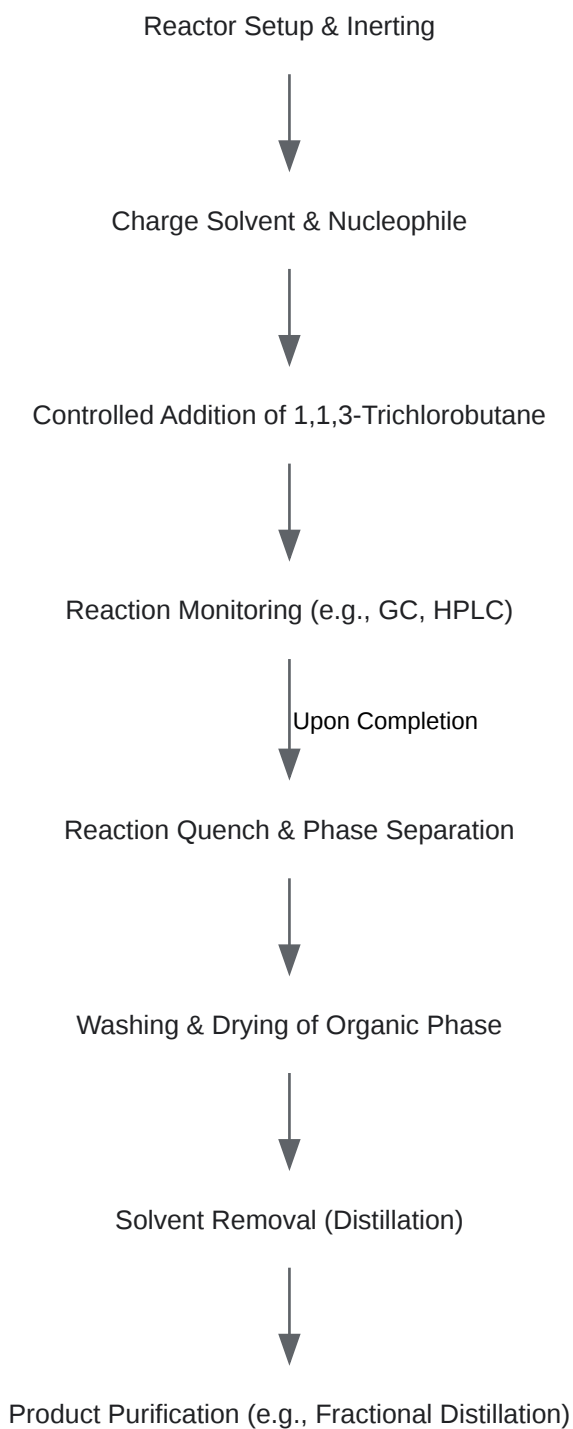 Reactor Setup & Inerting
Charge Solvent & Nucleophile
Controlled Addition of 1,1,3-Trichlorobutane
Reaction Monitoring (e.g., GC, HPLC)
Upon Completion
Reaction Quench & Phase Separation
Washing & Drying of Organic Phase
Solvent Removal (Distillation)
Product Purification (e.g., Fractional Distillation)